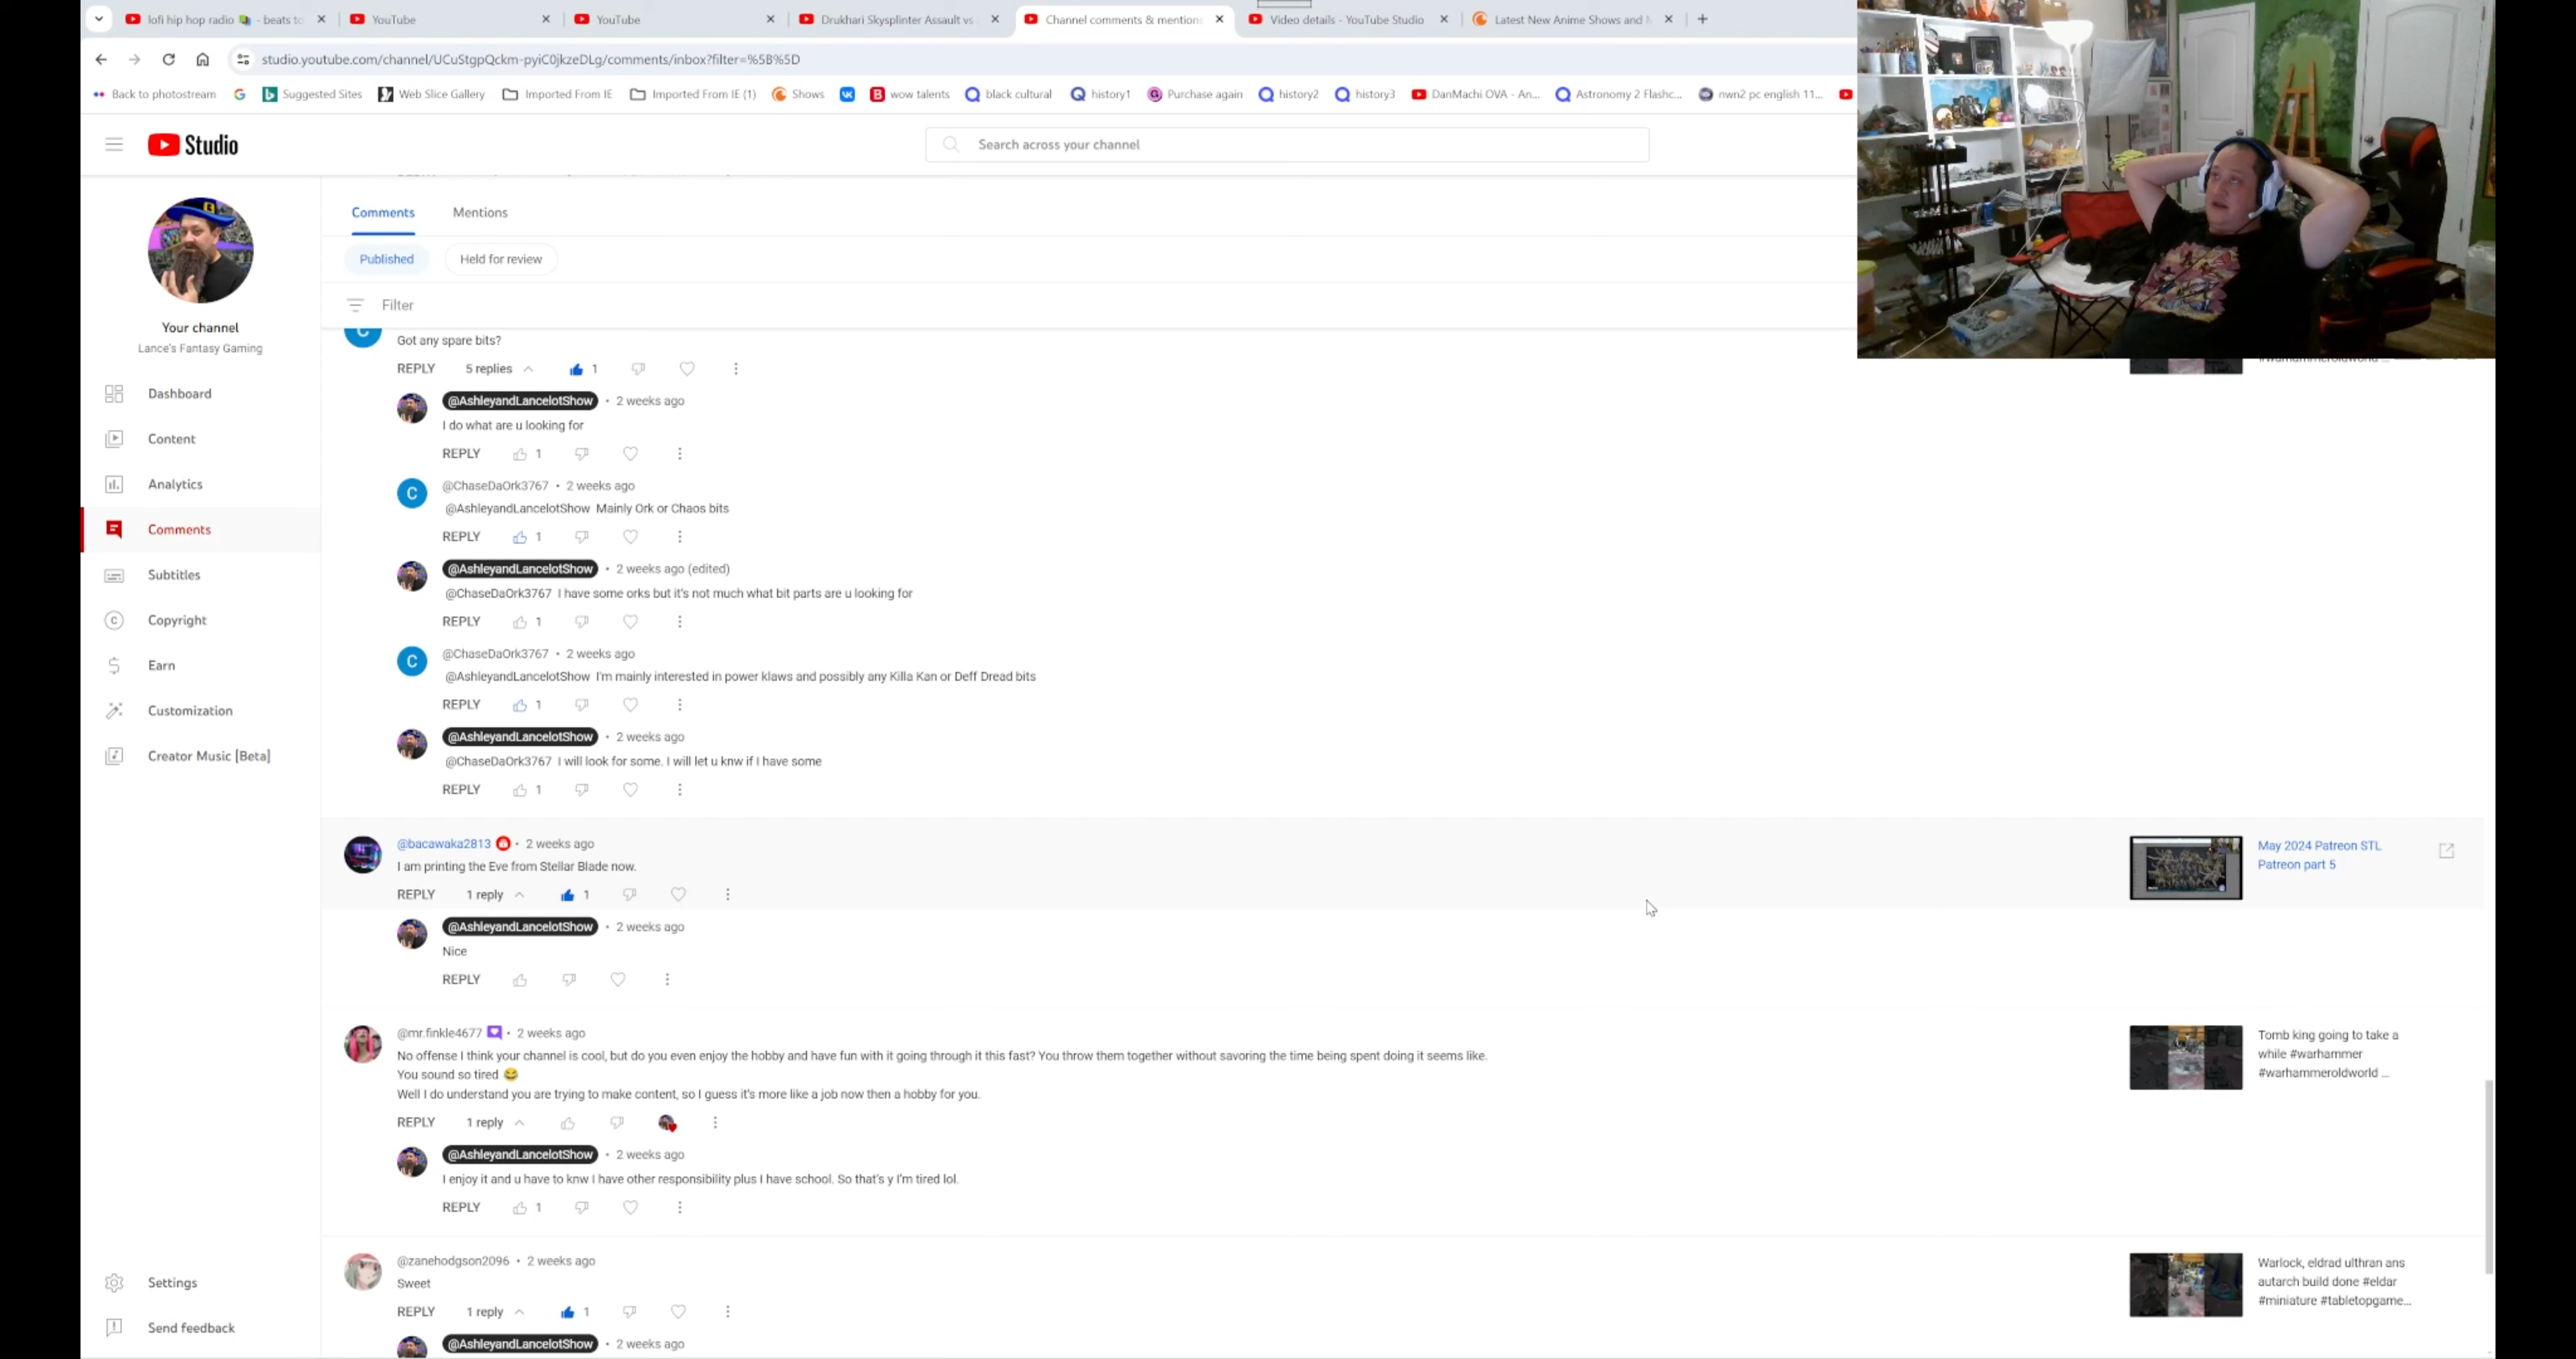 lofi hip hop radio - beats to
YouTube
YouTube
Drukhari Skysplinter Assault vs
Channel comments & mention
Video details - YouTube Studio
Latest New Anime Shows and
studio.youtube.com/channel/UCuStgpQckm-pyiC0jkzeDLg/comments/inbox?filter=%5B%5D
Back to photostream
Suggested Sites
Web Slice Gallery
Imported From IE
Imported From IE (1)
Shows
wow talents
black cultural
history1
Purchase again
history2
history3
DanMachi OVA - An...
Astronomy 2 Flashc...
nwn2 pc english 11...
Studio
Search across your channel
Your channel
Lance's Fantasy Gaming
Dashboard
Content
Analytics
Comments
Subtitles
Copyright
Earn
Customization
Creator Music [Beta]
Settings
Send feedback
Comments
Mentions
Published
Held for review
Filter
Got any spare bits?
REPLY 5 replies 1
@AshleyandLancelotShow • 2 weeks ago
I do what are u looking for
REPLY 1
@ChaseDaOrk3767 • 2 weeks ago
@AshleyandLancelotShow Mainly Ork or Chaos bits
REPLY 1
@AshleyandLancelotShow • 2 weeks ago (edited)
@ChaseDaOrk3767 I have some orks but it's not much what bit parts are u looking for
REPLY 1
@ChaseDaOrk3767 • 2 weeks ago
@AshleyandLancelotShow I'm mainly interested in power klaws and possibly any Killa Kan or Deff Dread bits
REPLY 1
@AshleyandLancelotShow • 2 weeks ago
@ChaseDaOrk3767 I will look for some. I will let u knw if I have some
REPLY 1
@bacawaka2813 • 2 weeks ago
I am printing the Eve from Stellar Blade now.
REPLY 1 reply 1
May 2024 Patreon STL
Patreon part 5
@AshleyandLancelotShow • 2 weeks ago
Nice
REPLY
@mr.finkle4677 • 2 weeks ago
No offense I think your channel is cool, but do you even enjoy the hobby and have fun with it going through it this fast? You throw them together without savoring the time being spent doing it seems like.
You sound so tired 😂
Well I do understand you are trying to make content, so I guess it's more like a job now then a hobby for you.
REPLY 1 reply
Tomb king going to take a
while #warhammer
#warhammeroldworld ...
@AshleyandLancelotShow • 2 weeks ago
I enjoy it and u have to knw I have other responsibility plus I have school. So that's y I'm tired lol.
REPLY 1
@zanehodgson2096 • 2 weeks ago
Sweet
REPLY 1 reply 1
Warlock, eldrad ulthran ans
autarch build done #eldar
#miniature #tabletopgame...
@AshleyandLancelotShow • 2 weeks ago